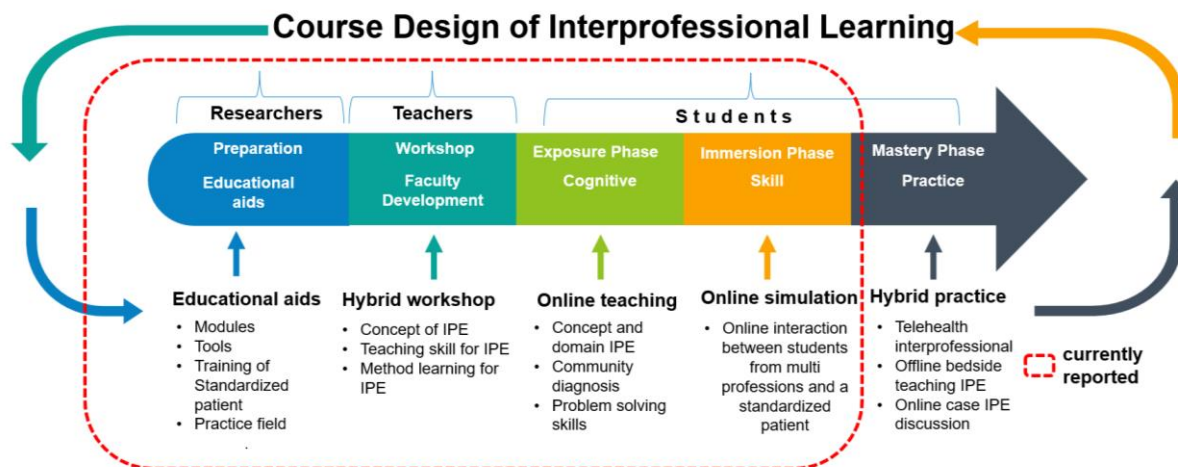 Course Design of Interprofessional Learning
Researchers
Teachers
Students
Preparation
Educational
aids
Workshop
Faculty
Development
Exposure Phase
Cognitive
Immersion Phase
Skill
Mastery Phase
Practice
Educational aids
• Modules
• Tools
• Training of
Standardized
patient
• Practice field
.
Hybrid workshop
• Concept of IPE
• Teaching skill for IPE
• Method learning for
IPE
Online teaching
• Concept and
domain IPE
• Community
diagnosis
• Problem solving
skills
Online simulation
• Online interaction
between students
from multi
professions and a
standardized
patient
Hybrid practice
• Telehealth
interprofessional
• Offline bedside
teaching IPE
• Online case IPE
discussion
currently
reported